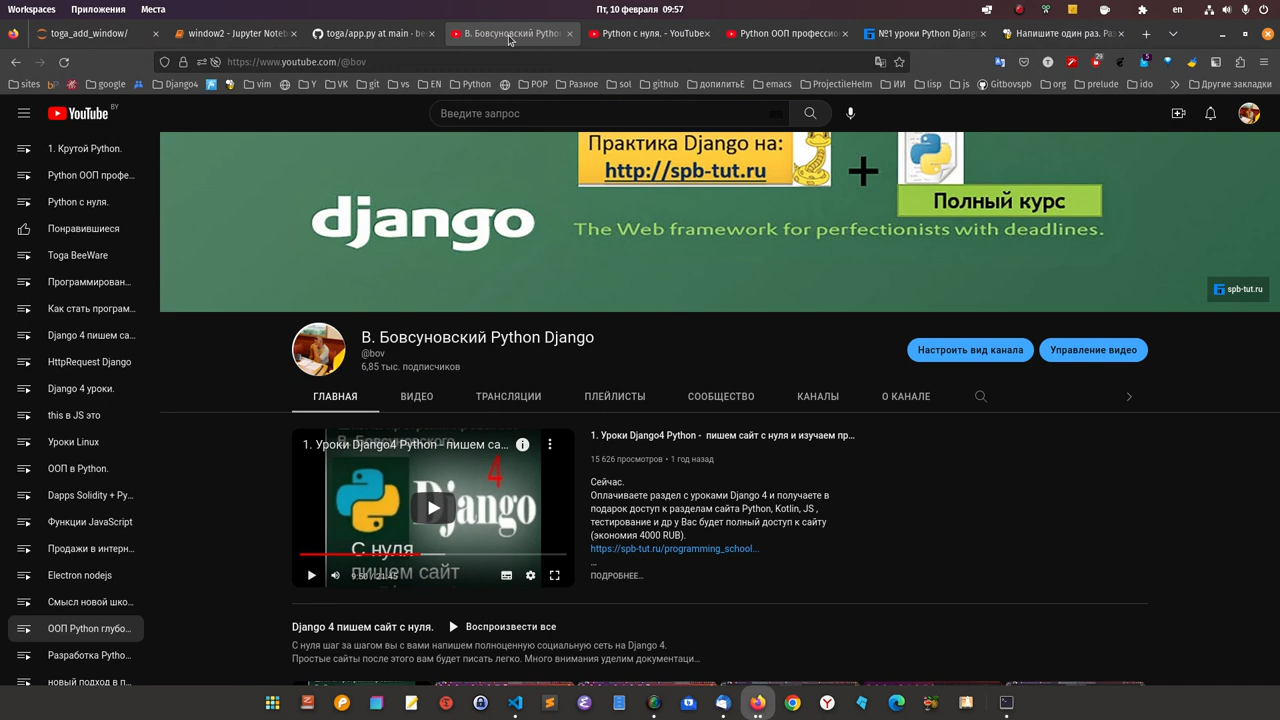 Workspaces Приложения Места
Пт, 10 февраля 09:57
en
toga_add_window/
window2 - Jupyter Noteb
toga/app.py at main · be
В. Бовсуновский Python
Python с нуля. - YouTube
Python ООП професси
№1 уроки Python Djan
Напишите один раз. Раз
https://www.youtube.com/@bov
29
5
sites
bg
google
Django4
vim
Y
VK
git
vs
EN
Python
POP
Разное
sol
github
допилитьЕ
emacs
ProjectileHelm
ИИ
lisp
js
Gitbovspb
org
prelude
ido
Другие закладки
YouTube BY
Введите запрос
1. Крутой Python.
Python ООП профе...
Python с нуля.
Понравившиеся
Toga BeeWare
Программирован...
Как стать програм...
Django 4 пишем са...
HttpRequest Django
Django 4 уроки.
this в JS это
Уроки Linux
ООП в Python.
Dapps Solidity + Py...
Функции JavaScript
Продажи в интерн...
Electron nodejs
Смысл новой шко...
ООП Python глубо...
Разработка Pytho...
новый подход в п...
Практика Django на:
http://spb-tut.ru
+
Полный курс
django
The Web framework for perfectionists with deadlines.
spb-tut.ru
В. Бовсуновский Python Django
@bov
6,85 тыс. подписчиков
Настроить вид канала
Управление видео
ГЛАВНАЯ ВИДЕО ТРАНСЛЯЦИИ ПЛЕЙЛИСТЫ СООБЩЕСТВО КАНАЛЫ О КАНАЛЕ
1. Уроки Django4 Python - пишем са...
4
django
С нуля
пишем сайт
1. Уроки Django4 Python - пишем сайт с нуля и изучаем пр...
15 626 просмотров • 1 год назад
Сейчас.
Оплачиваете раздел с уроками Django 4 и получаете в
подарок доступ к разделам сайта Python, Kotlin, JS ,
тестирование и др у Вас будет полный доступ к сайту
(экономия 4000 RUB).
https://spb-tut.ru/programming_school...
...
ПОДРОБНЕЕ...
Django 4 пишем сайт с нуля.
Воспроизвести все
С нуля шаг за шагом вы с вами напишем полноценную социальную сеть на Django 4.
Простые сайты после этого вам будет писать легко. Много внимания уделим документаци...